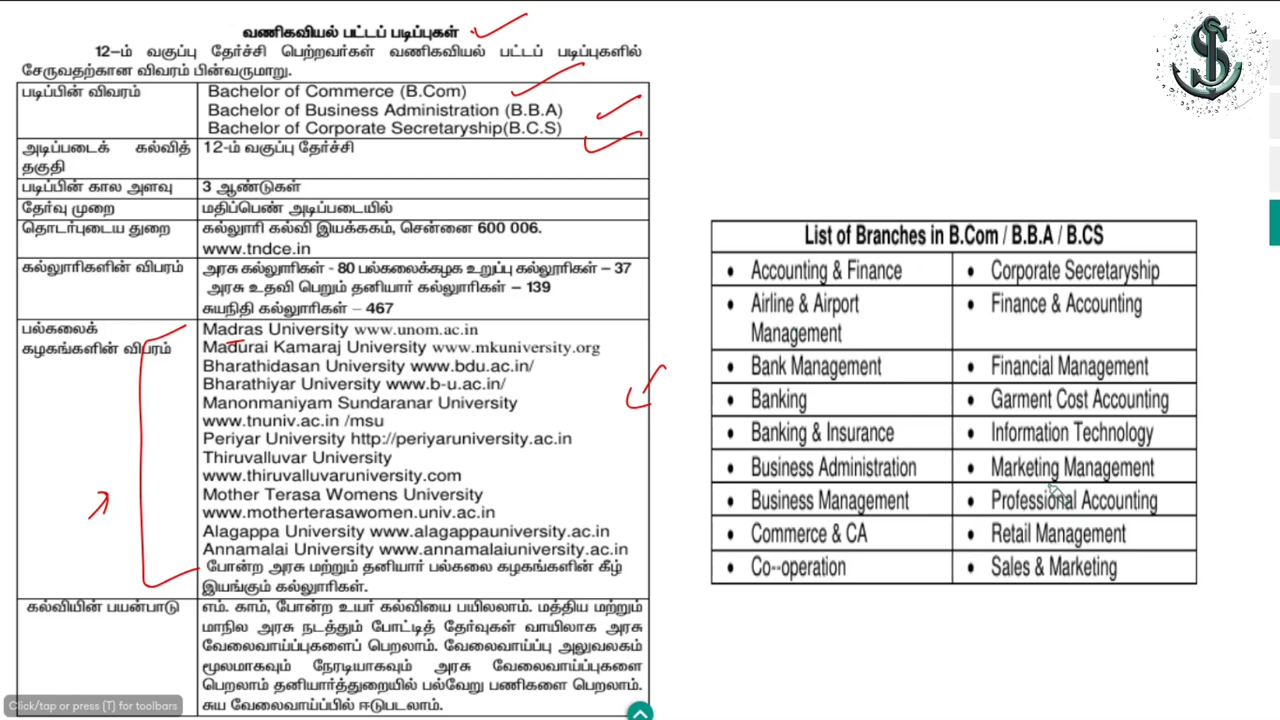 வணிகவியல் பட்டப் படிப்புகள்
12-ம் வகுப்பு தேர்ச்சி பெற்றவர்கள் வணிகவியல் பட்டப் படிப்புகளில்
சேருவதற்கான விவரம் பின்வருமாறு.
படிப்பின் விவரம்
Bachelor of Commerce (B.Com)
Bachelor of Business Administration (B.B.A)
Bachelor of Corporate Secretaryship(B.C.S)
அடிப்படைக் கல்வித்
தகுதி
12-ம் வகுப்பு தேர்ச்சி
படிப்பின் கால அளவு
3 ஆண்டுகள்
தேர்வு முறை
மதிப்பெண் அடிப்படையில்
தொடர்புடைய துறை
கல்லூரி கல்வி இயக்ககம், சென்னை 600 006.
www.tndce.in
கல்லூரிகளின் விபரம்
அரசு கல்லூரிகள் - 80 பல்கலைக்கழக உறுப்பு கல்லூரிகள் – 37
அரசு உதவி பெறும் தனியார் கல்லூரிகள் – 139
சுயநிதி கல்லூரிகள் – 467
பல்கலைக்
கழகங்களின் விபரம்
Madras University www.unom.ac.in
Madurai Kamaraj University www.mkuniversity.org
Bharathidasan University www.bdu.ac.in/
Bharathiyar University www.b-u.ac.in/
Manonmaniyam Sundaranar University
www.tnuniv.ac.in /msu
Periyar University http://periyaruniversity.ac.in
Thiruvalluvar University
www.thiruvalluvaruniversity.com
Mother Terasa Womens University
www.motherterasawomen.univ.ac.in
Alagappa University www.alagappauniversity.ac.in
Annamalai University www.annamalaiuniversity.ac.in
போன்ற அரசு மற்றும் தனியார் பல்கலை கழகங்களின் கீழ்
இயங்கும் கல்லூரிகள்.
கல்வியின் பயன்பாடு
எம். காம், போன்ற உயர் கல்வியை பயிலலாம். மத்திய மற்றும்
மாநில அரசு நடத்தும் போட்டித் தேர்வுகள் வாயிலாக அரசு
வேலைவாய்ப்புகளைப் பெறலாம். வேலைவாய்ப்பு அலுவலகம்
மூலமாகவும் நேரடியாகவும் அரசு வேலைவாய்ப்புகளை
பெறலாம் தனியார்த்துறையில் பல்வேறு பணிகளை பெறலாம்.
சுய வேலைவாய்ப்பில் ஈடுபடலாம்.
Click/tap or press (T) for toolbars
List of Branches in B.Com / B.B.A / B.CS
• Accounting & Finance
• Corporate Secretaryship
• Airline & Airport
Management
• Finance & Accounting
• Bank Management
• Financial Management
• Banking
• Garment Cost Accounting
• Banking & Insurance
• Information Technology
• Business Administration
• Marketing Management
• Business Management
• Professional Accounting
• Commerce & CA
• Retail Management
• Co--operation
• Sales & Marketing